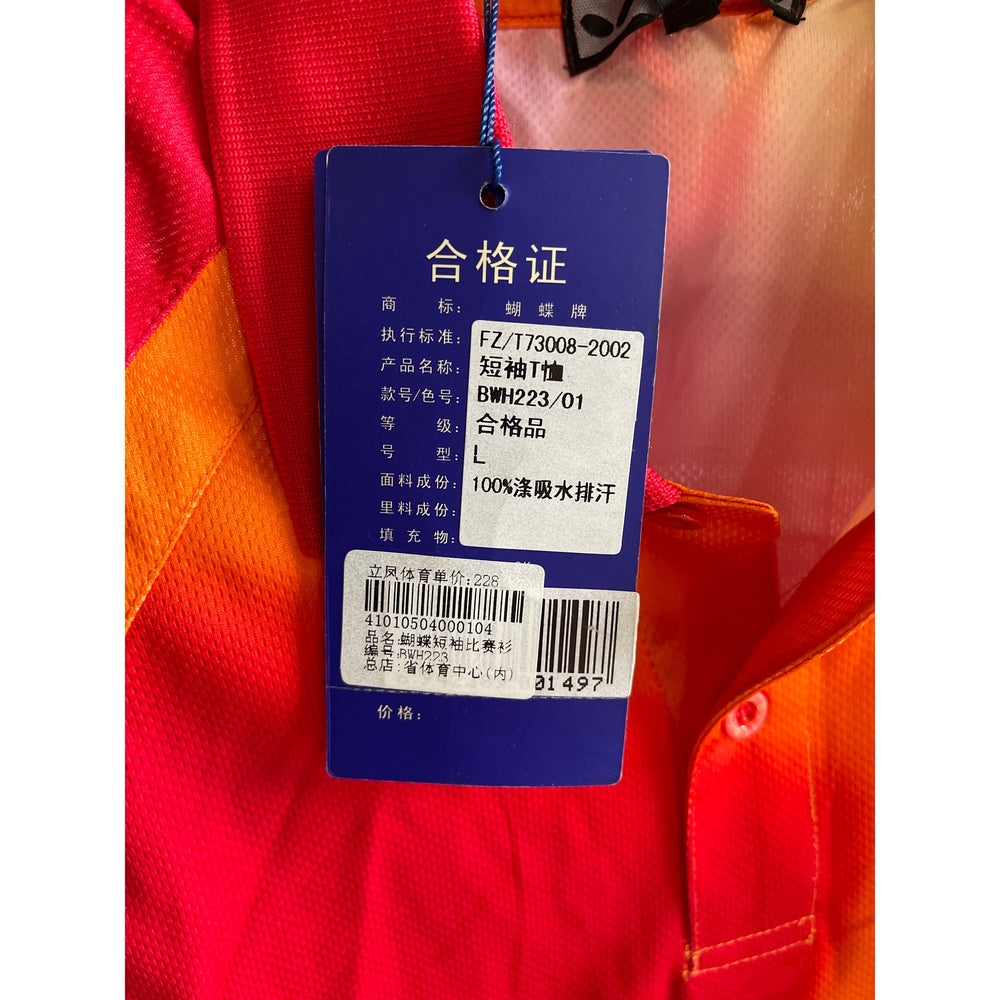 合格证
商 标: 蝴蝶牌
执行标准: FZ/T73008-2002
产品名称: 短袖T恤
款号/色号: BWH223/01
等 级: 合格品
号 型: L
面料成份: 100%涤吸水排汗
里料成份:
填充物:
立凤体育单价:228
41010504000104
品名:蝴蝶短袖比赛衫
编号:BWH223
总店:省体育中心(内)
01497
价格: